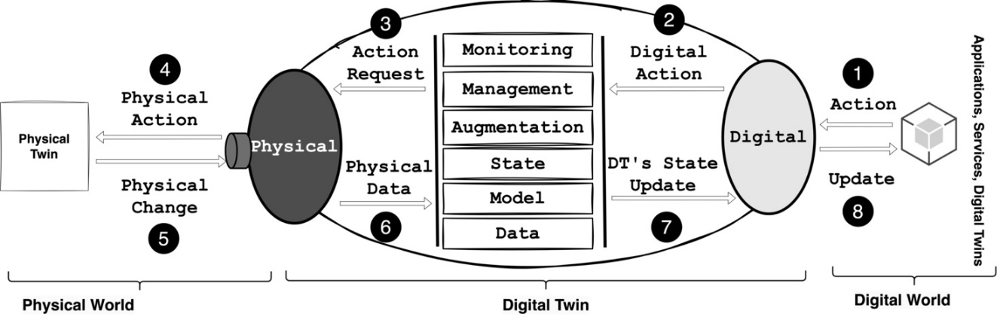 3
Action
Request
2
Digital
Action
4
Physical
Action
1
Action
Monitoring
Management
Augmentation
State
Model
Data
Physical
Twin
Physical
Digital
Physical
Change
5
Physical
Data
6
DT's State
Update
7
Update
8
Applications, Services, Digital Twins
Physical World
Digital Twin
Digital World